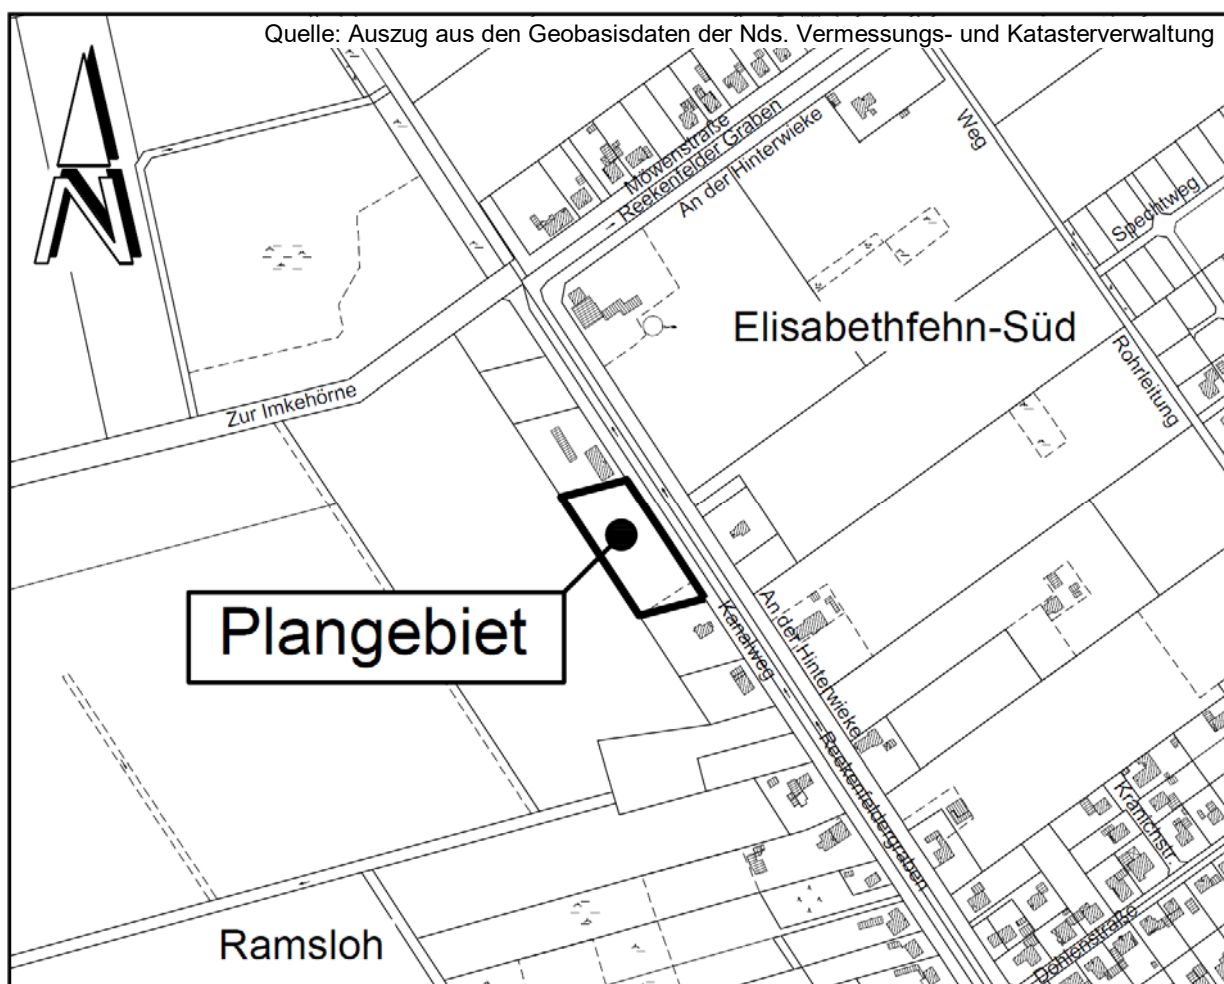 Quelle: Auszug aus den Geobasisdaten der Nds. Vermessungs- und Katasterverwaltung
N
Möwenstraße
Reekenfelder Graben
An der Hinterwieke
Weg
Spechtweg
Elisabethfehn-Süd
Rohrleitung
Zur Imkehörne
Plangebiet
Kanalweg
An der Hinterwieke
Reekenfeldergraben
Kranichstr.
Dohlenstraße
Ramsloh